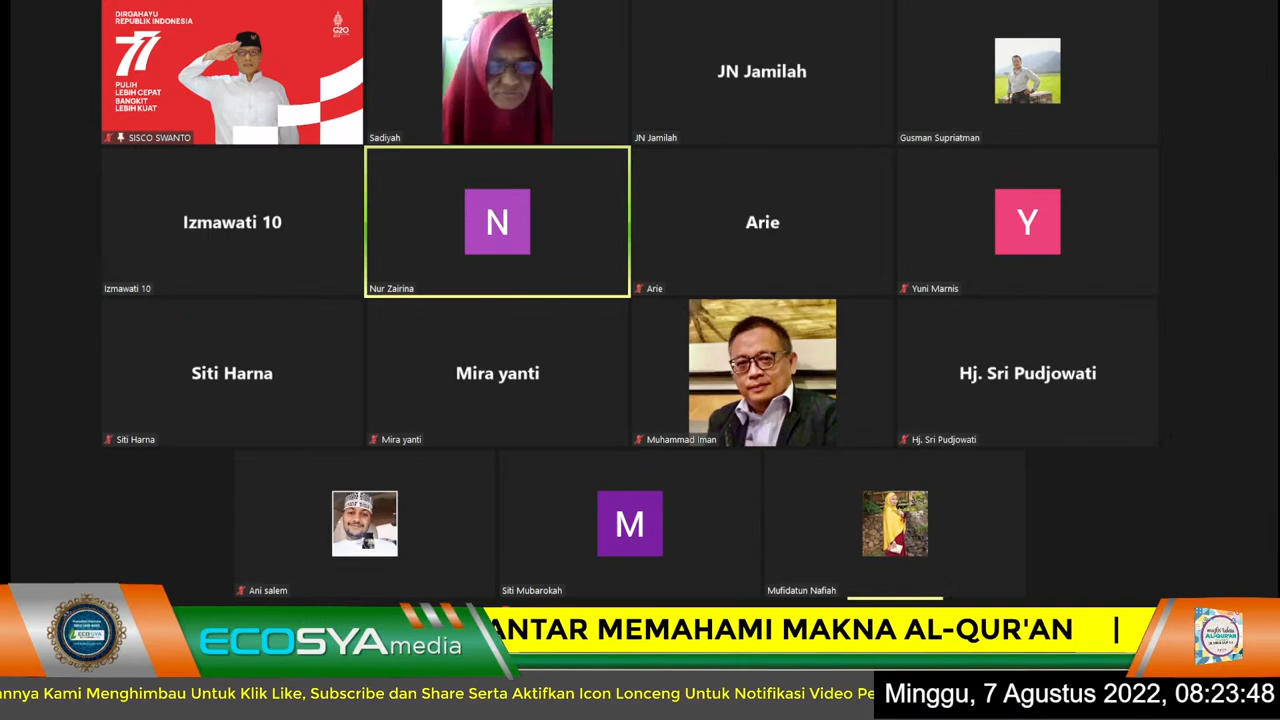 DIRGAHAYU
REPUBLIK INDONESIA
77
PULIH
LEBIH CEPAT
BANGKIT
LEBIH KUAT
G20
SISCO SWANTO
Sadiyah
JN Jamilah
JN Jamilah
Gusman Supriatman
Izmawati 10
Izmawati 10
N
Nur Zairina
Arie
Arie
Y
Yuni Marnis
Siti Harna
Siti Harna
Mira yanti
Mira yanti
Muhammad Iman
Hj. Sri Pudjowati
Hj. Sri Pudjowati
Ani salem
M
Siti Mubarokah
Mufidatun Nafiah
ECOSYA
ECOSYAmedia
ANTAR MEMAHAMI MAKNA AL-QUR'AN |
AL-QUR'AN
annya Kami Menghimbau Untuk Klik Like, Subscribe dan Share Serta Aktifkan Icon Lonceng Untuk Notifikasi Video Pe
Minggu, 7 Agustus 2022, 08:23:48